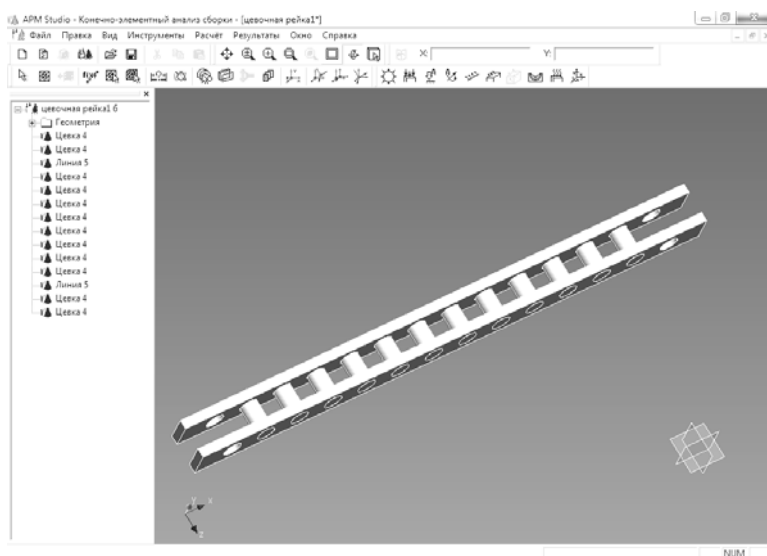 APM Studio - Конечно-элементный анализ сборки - [цевочная рейка1*]
Файл Правка Вид Инструменты Расчёт Результаты Окно Справка
X:
Y:
цевочная рейка1 6
Геометрия
Цевка 4
Цевка 4
Линия 5
Цевка 4
Цевка 4
Цевка 4
Цевка 4
Цевка 4
Цевка 4
Цевка 4
Цевка 4
Линия 5
Цевка 4
Цевка 4
y
x
z
NUM